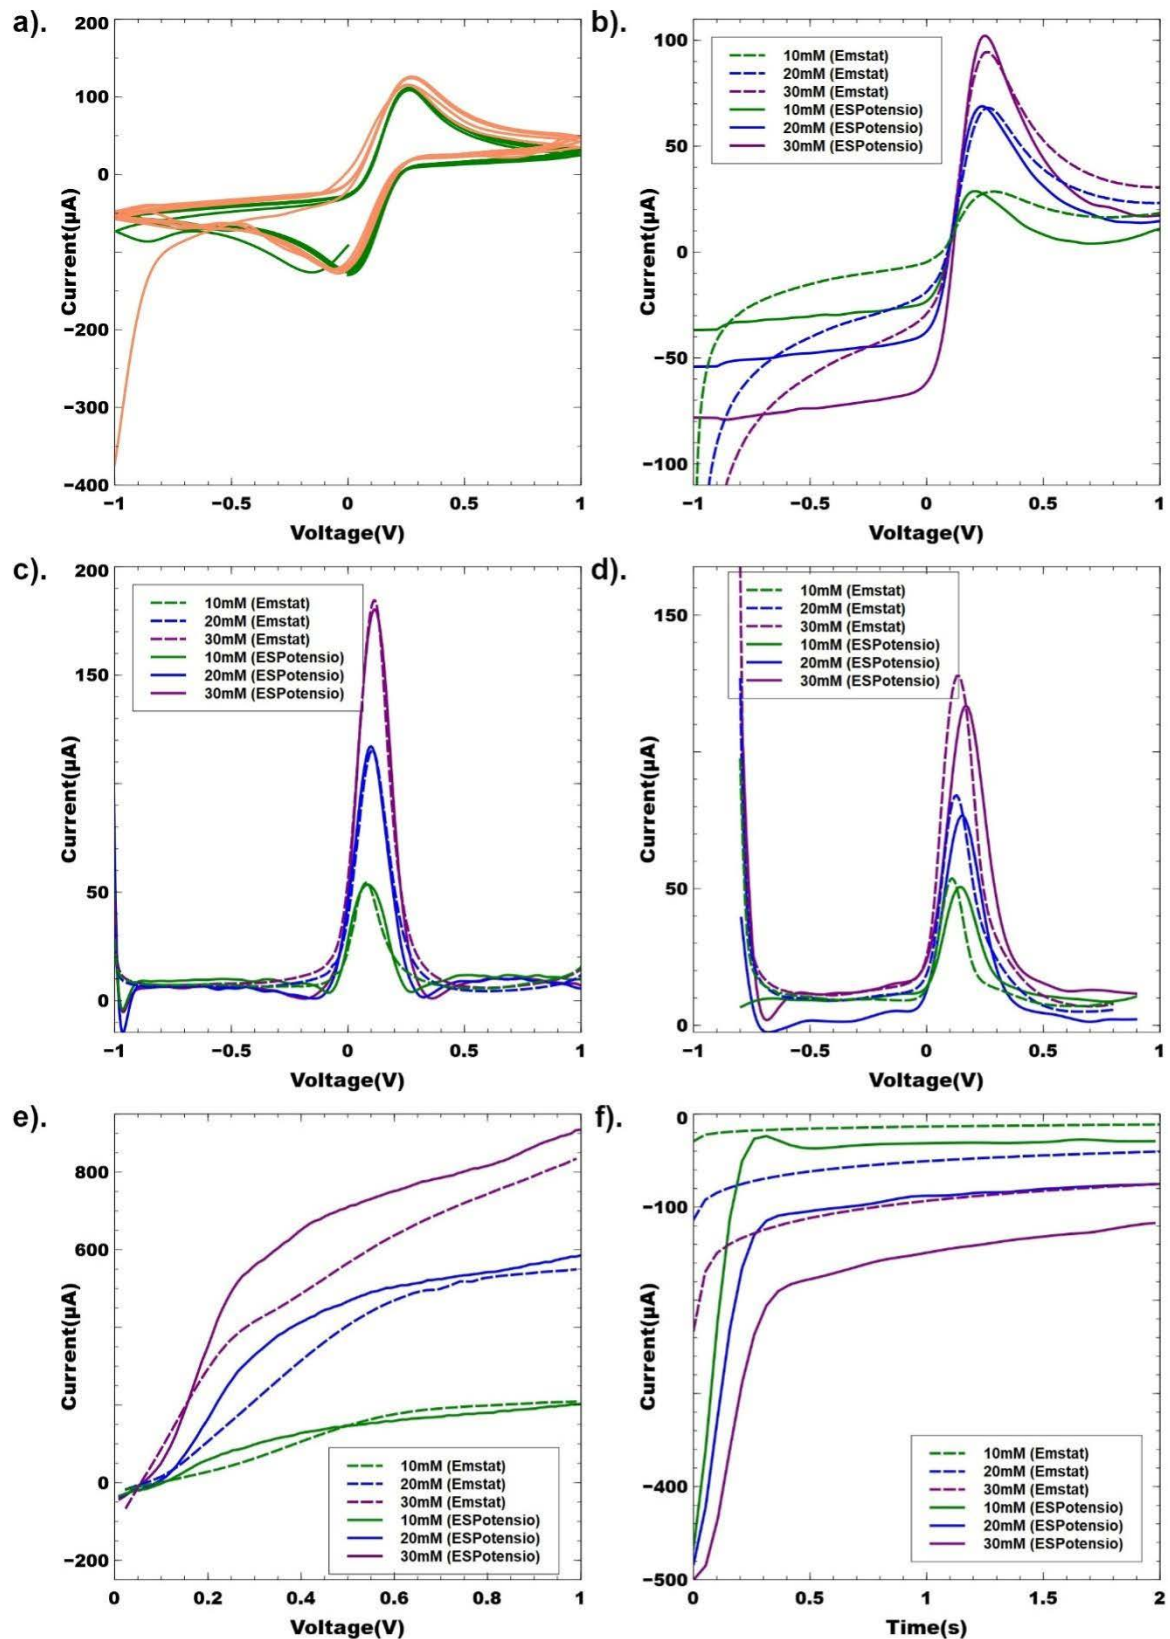 a).
200
100
0
−200
−300
−400
−1
−0.5
0
0.5
1
Current(µA)
Voltage(V)
b).
10mM (Emstat)
20mM (Emstat)
30mM (Emstat)
10mM (ESPotensio)
20mM (ESPotensio)
30mM (ESPotensio)
100
50
0
−50
−100
−1
−0.5
0
0.5
1
Current(µA)
Voltage(V)
c).
10mM (Emstat)
20mM (Emstat)
30mM (Emstat)
10mM (ESPotensio)
20mM (ESPotensio)
30mM (ESPotensio)
200
150
50
0
−1
−0.5
0
0.5
1
Current(µA)
Voltage(V)
d).
10mM (Emstat)
20mM (Emstat)
30mM (Emstat)
10mM (ESPotensio)
20mM (ESPotensio)
30mM (ESPotensio)
150
50
0
−1
−0.5
0
0.5
1
Current(µA)
Voltage(V)
e).
800
600
0
−200
0
0.2
0.4
0.6
0.8
1
Current(µA)
Voltage(V)
10mM (Emstat)
20mM (Emstat)
30mM (Emstat)
10mM (ESPotensio)
20mM (ESPotensio)
30mM (ESPotensio)
f).
0
−100
−400
−500
0
0.5
1
1.5
2
Current(µA)
Time(s)
10mM (Emstat)
20mM (Emstat)
30mM (Emstat)
10mM (ESPotensio)
20mM (ESPotensio)
30mM (ESPotensio)